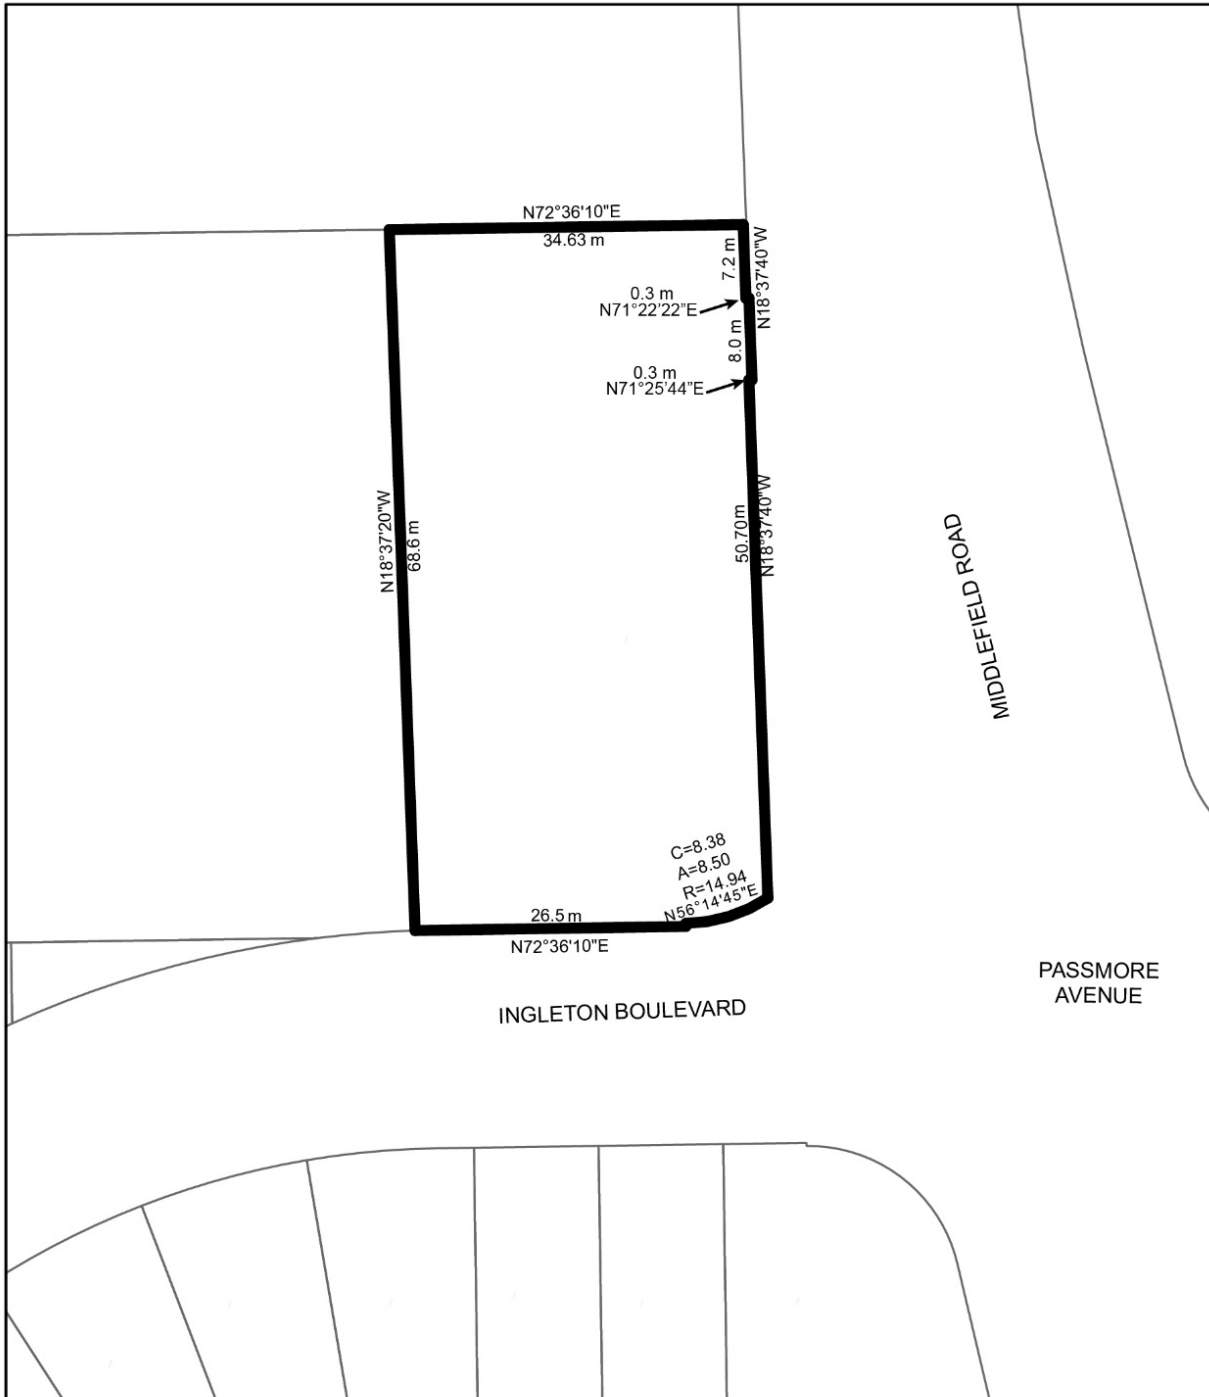 N72°36'10"E
34.63 m
7.2 m
N18°37'40"W
0.3 m
N71°22'22"E
8.0 m
0.3 m
N71°25'44"E
N18°37'20"W
68.6 m
50.70m
N18°37'40"W
MIDDLEFIELD ROAD
C=8.38
A=8.50
R=14.94
N56°14'45"E
26.5 m
N72°36'10"E
PASSMORE
AVENUE
INGLETON BOULEVARD